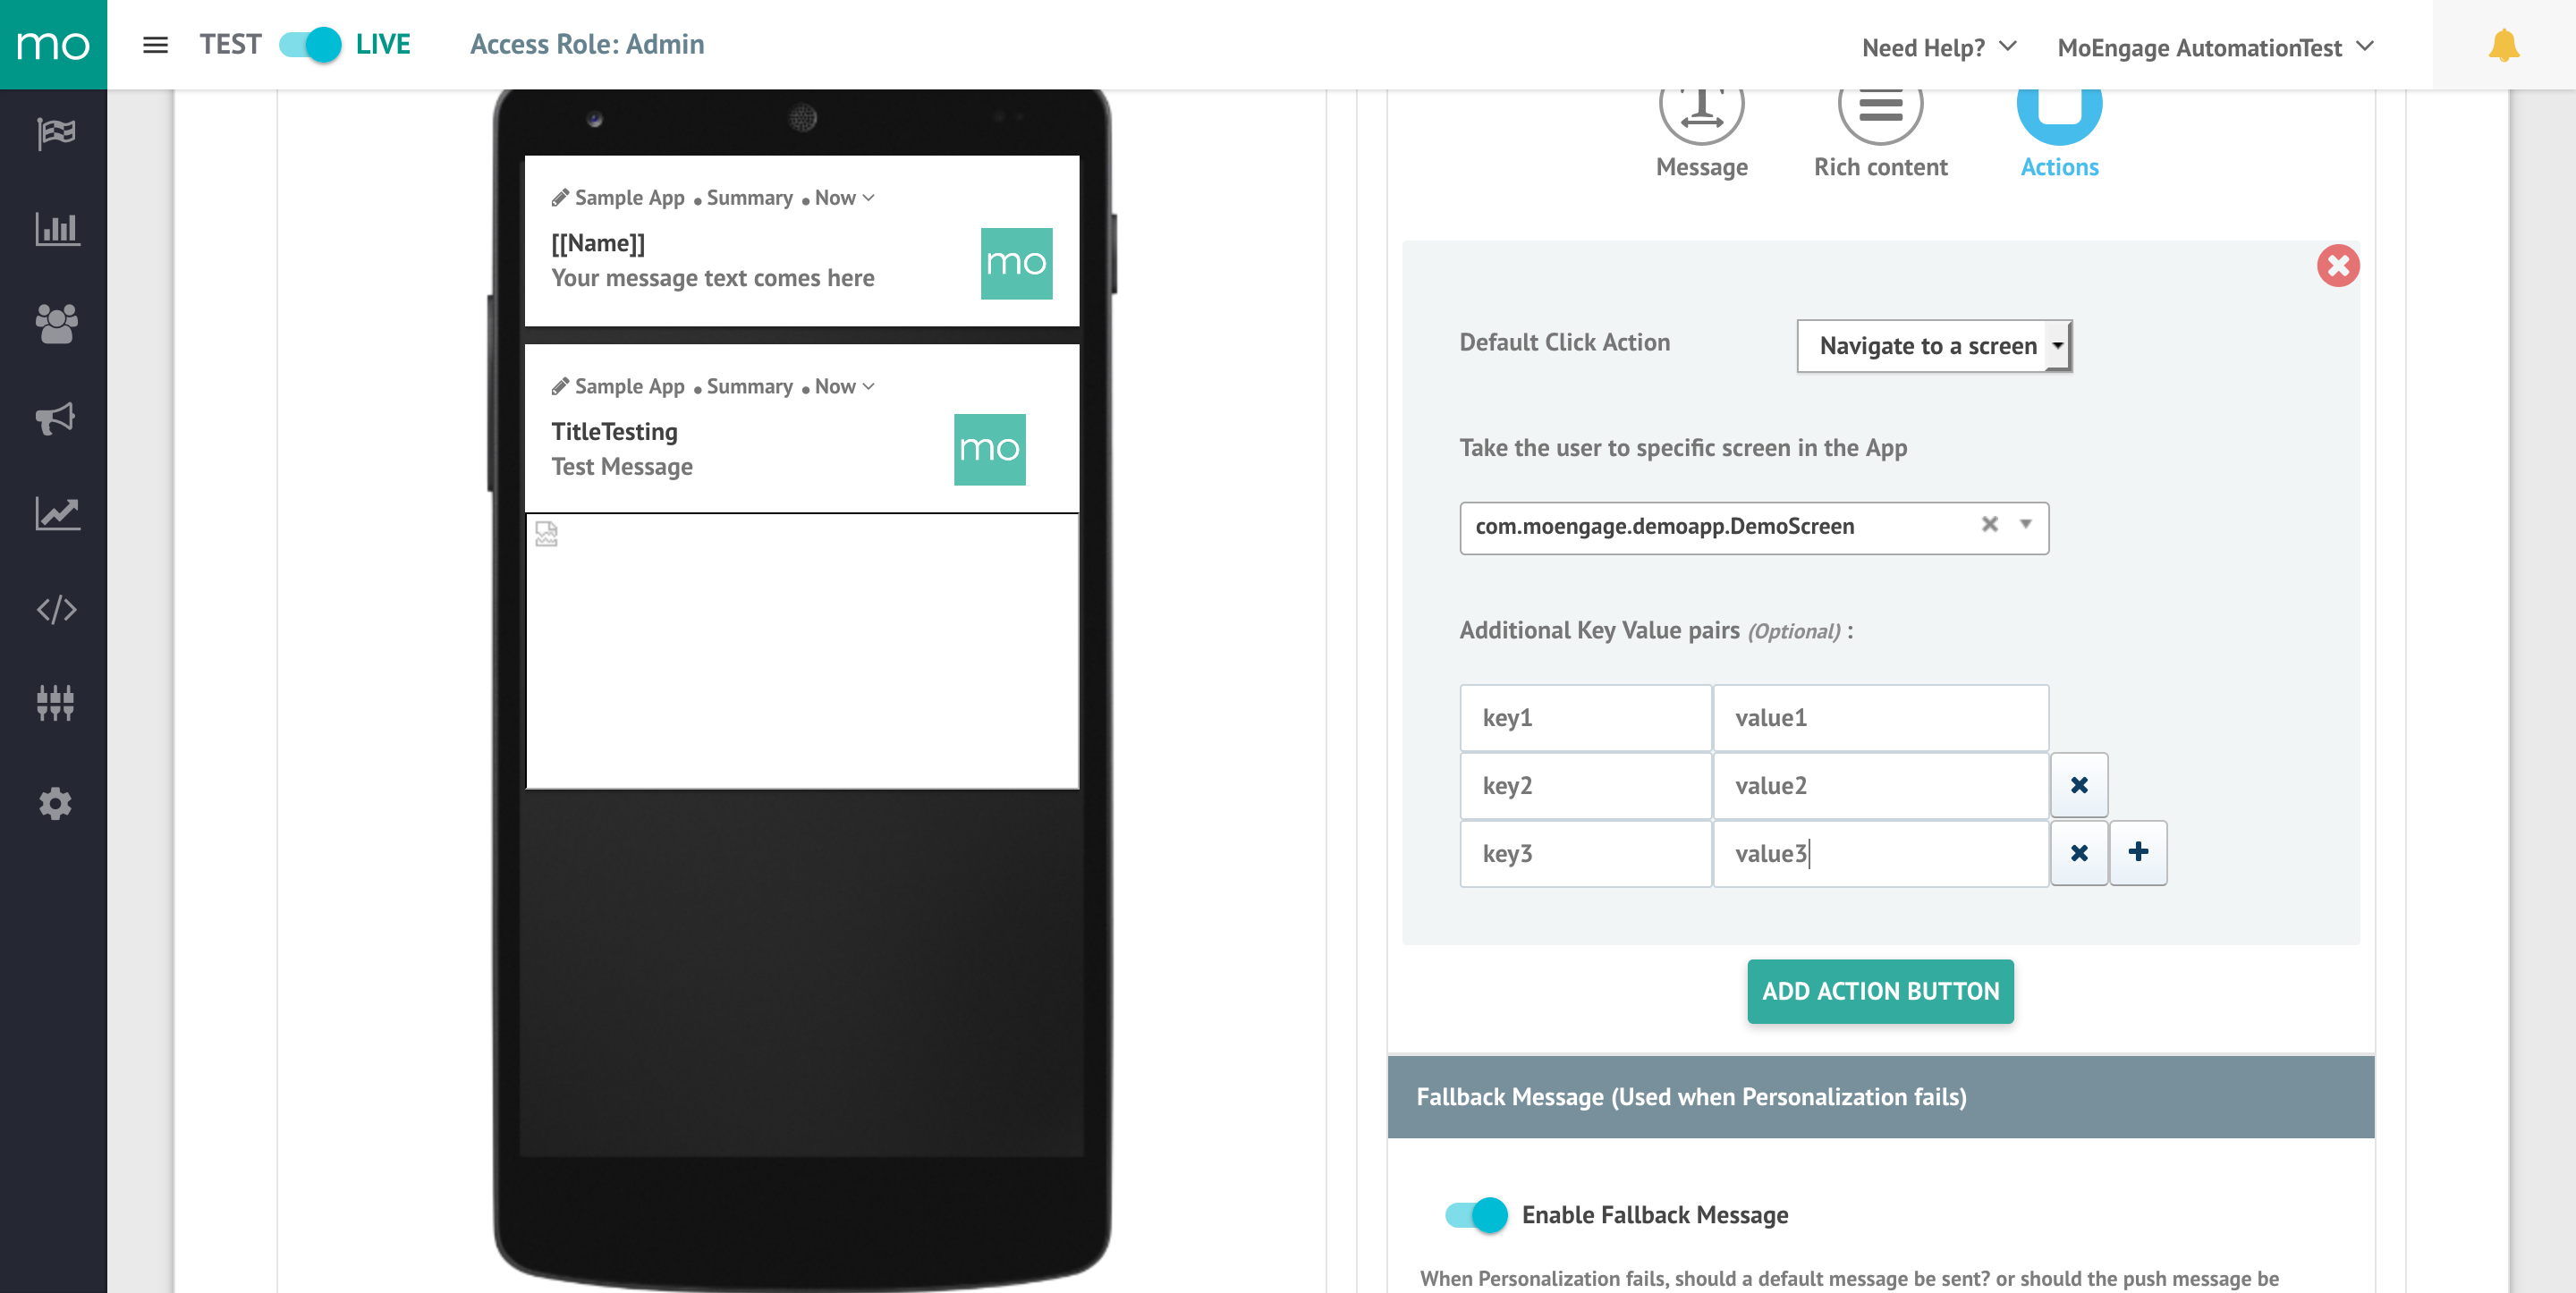 mo
TEST LIVE Access Role: Admin Need Help? MoEngage AutomationTest
Message Rich content Actions
Sample App Summary Now
[[Name]]
Your message text comes here
mo
Sample App Summary Now
TitleTesting
Test Message
mo
Default Click Action Navigate to a screen
Take the user to specific screen in the App
com.moengage.demoapp.DemoScreen
Additional Key Value pairs (Optional) :
key1 value1
key2 value2
key3 value3
ADD ACTION BUTTON
Fallback Message (Used when Personalization fails)
Enable Fallback Message
When Personalization fails, should a default message be sent? or should the push message be